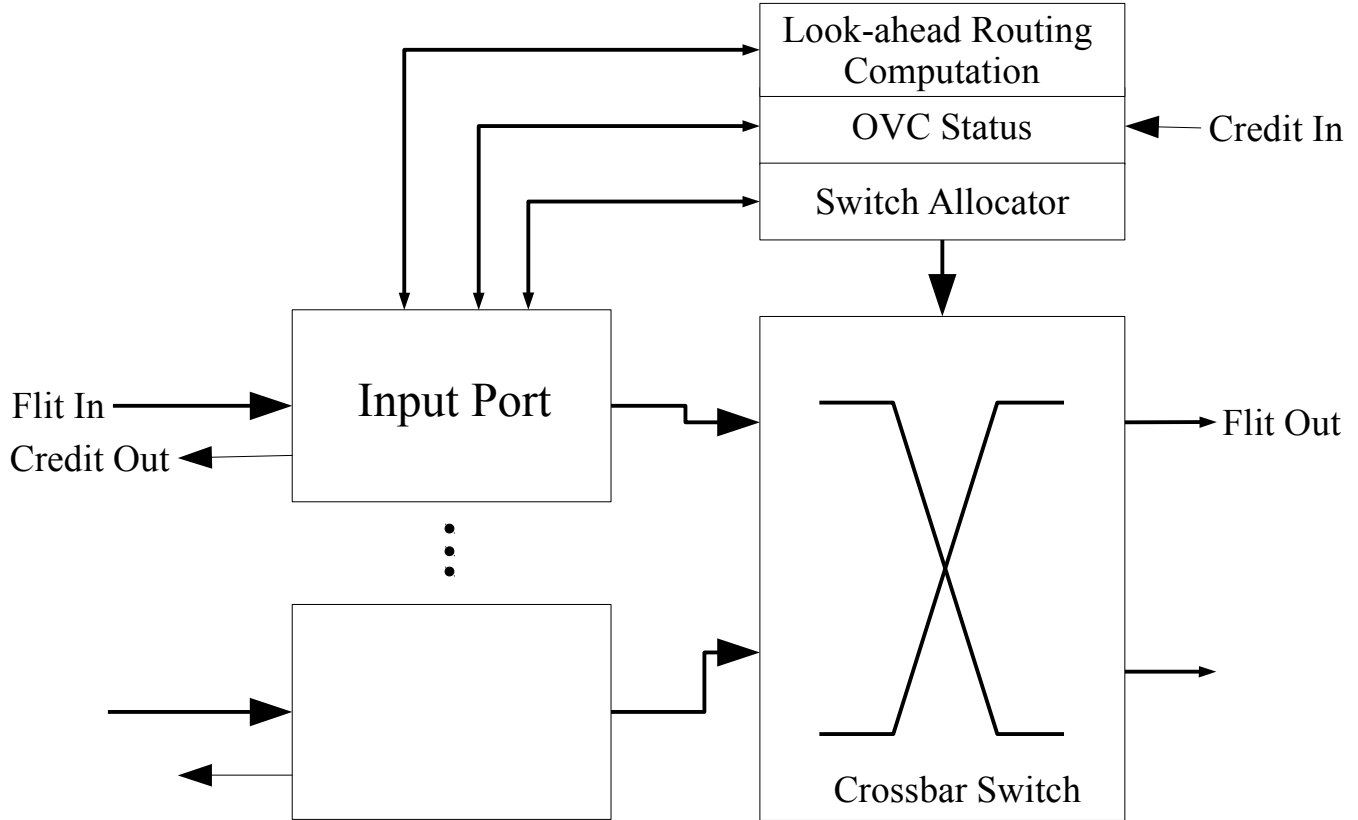 Look-ahead Routing
Computation
OVC Status
Credit In
Switch Allocator
Input Port
Flit In
Flit Out
Credit Out
Crossbar Switch